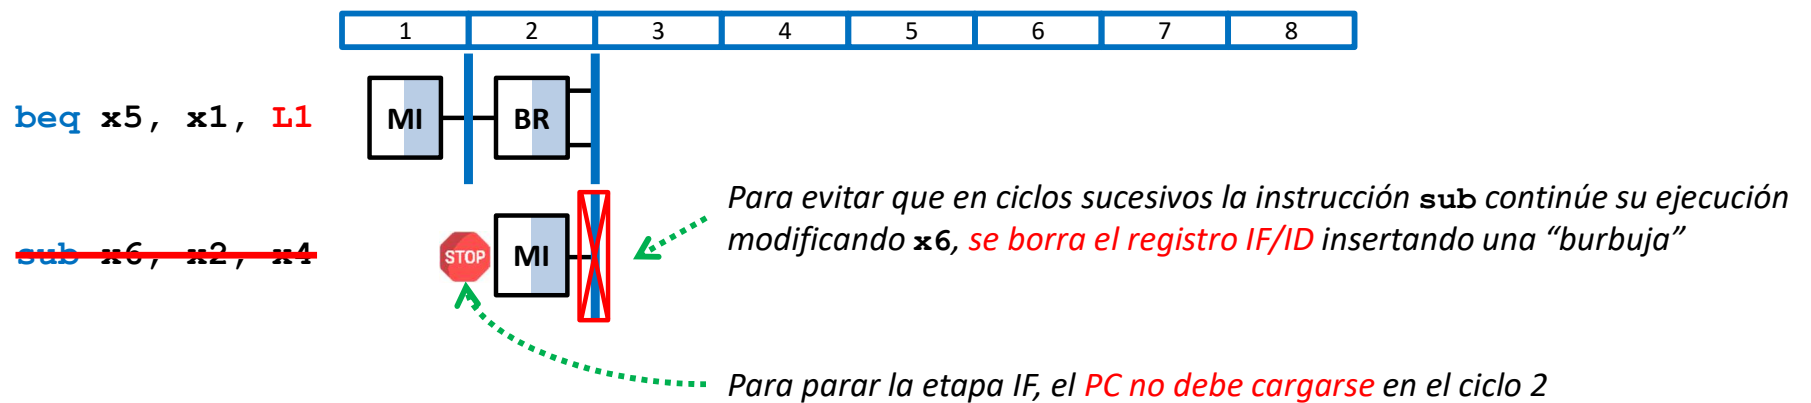 1 2 3 4 5 6 7 8
beq x5, x1, L1
MI
BR
Para evitar que en ciclos sucesivos la instrucción sub continúe su ejecución
modificando x6, se borra el registro IF/ID insertando una “burbuja”
sub x6, x2, x4
STOP
MI
Para parar la etapa IF, el PC no debe cargarse en el ciclo 2